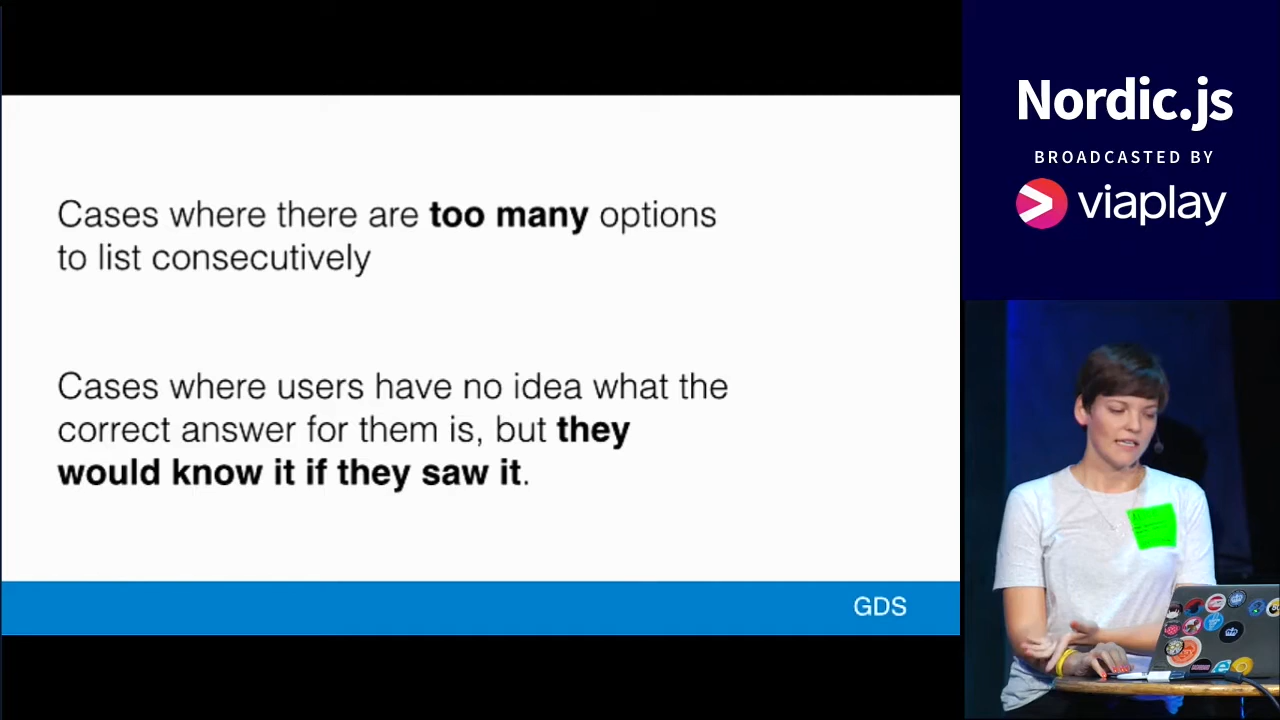 Cases where there are too many options
to list consecutively
Cases where users have no idea what the
correct answer for them is, but they
would know it if they saw it.
GDS
Nordic.js
BROADCASTED BY
viaplay